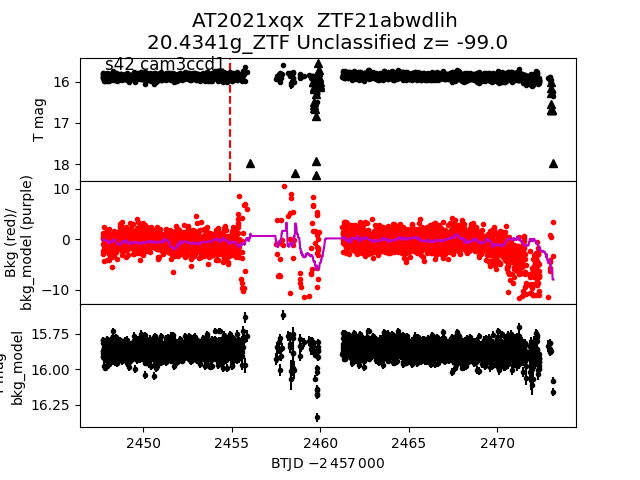 AT2021xqx ZTF21abwdlih
20.4341g_ZTF Unclassified z= -99.0
s42 cam3ccd1
T mag
16
17
18
Bkg (red)/
bkg_model (purple)
10
0
−10
mag
bkg_model
15.75
16.00
16.25
2450
2455
2460
2465
2470
BTJD −2 457 000